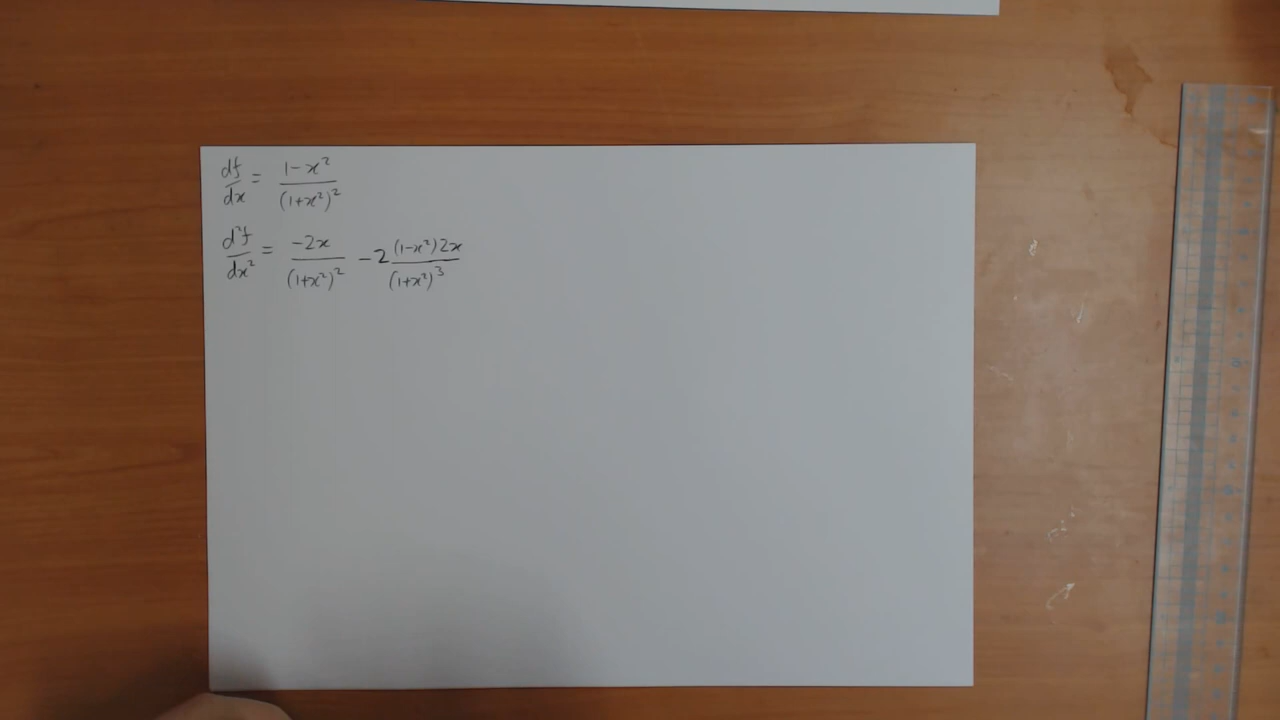 df/dx = (1-x²)/(1+x²)²
d²f/dx² = -2x/(1+x²)² - 2 (1-x²)2x/(1+x²)³